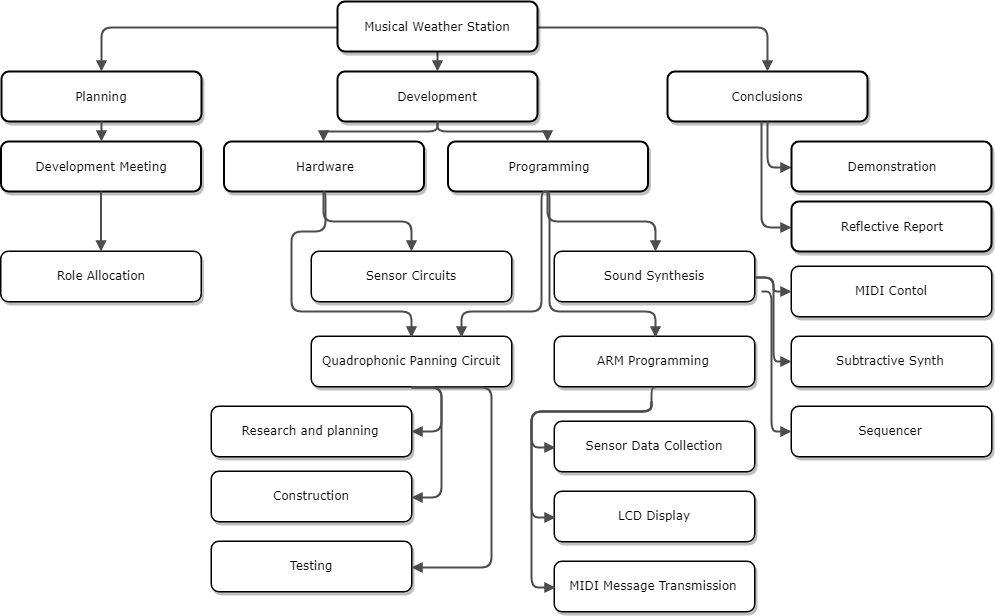 Musical Weather Station
Planning
Development
Conclusions
Development Meeting
Hardware
Programming
Demonstration
Reflective Report
Role Allocation
Sensor Circuits
Sound Synthesis
MIDI Contol
Quadrophonic Panning Circuit
ARM Programming
Subtractive Synth
Research and planning
Sensor Data Collection
Sequencer
Construction
LCD Display
Testing
MIDI Message Transmission